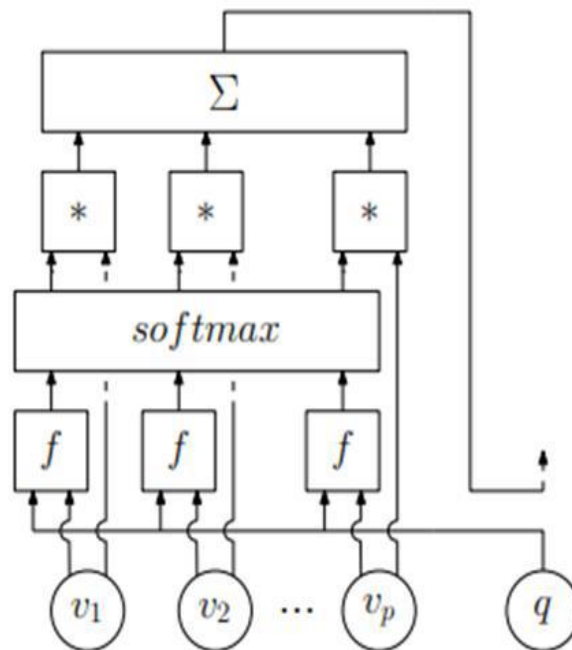 Σ
* * *
softmax
f f f
v₁ v₂ ... vₚ q